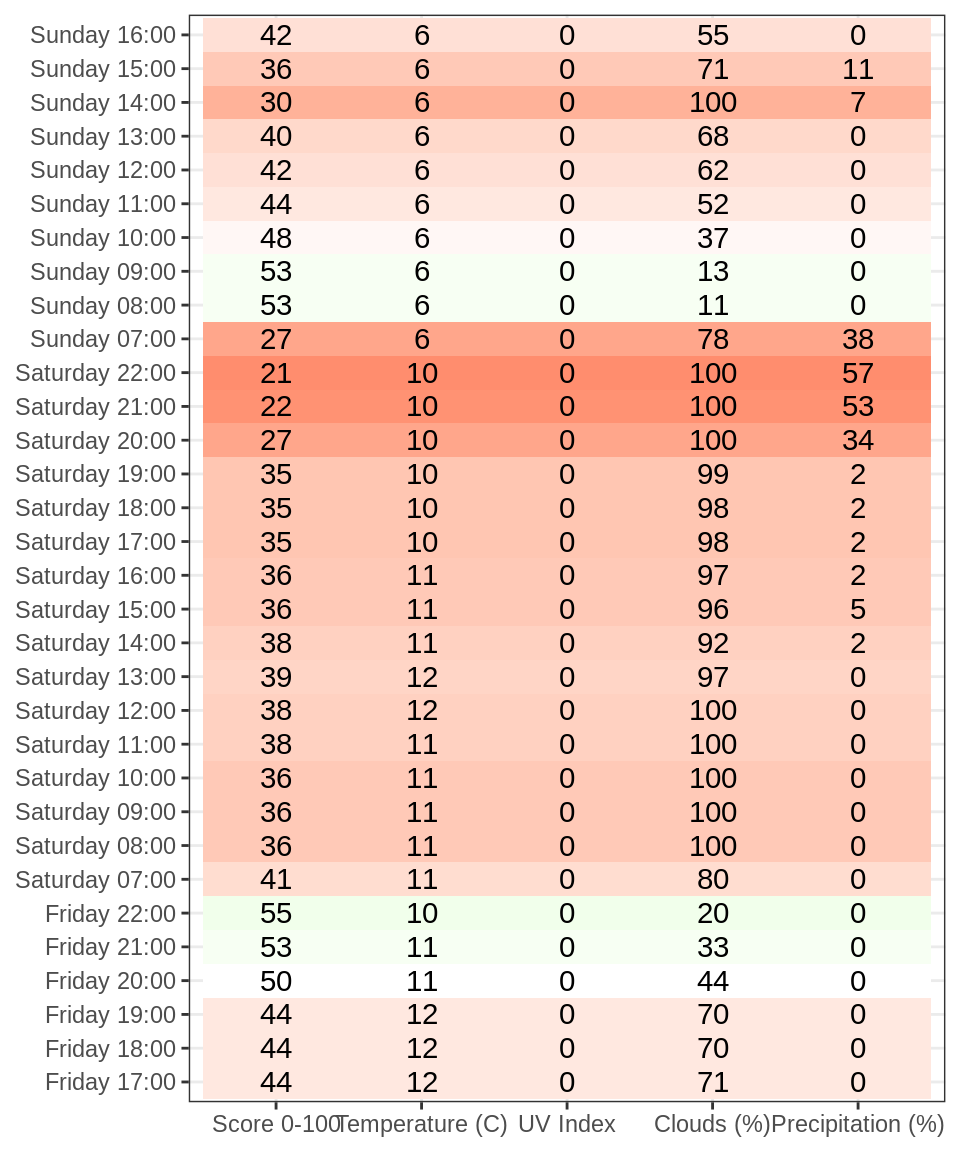 Sunday 16:00 42 6 0 55 0
Sunday 15:00 36 6 0 71 11
Sunday 14:00 30 6 0 100 7
Sunday 13:00 40 6 0 68 0
Sunday 12:00 42 6 0 62 0
Sunday 11:00 44 6 0 52 0
Sunday 10:00 48 6 0 37 0
Sunday 09:00 53 6 0 13 0
Sunday 08:00 53 6 0 11 0
Sunday 07:00 27 6 0 78 38
Saturday 22:00 21 10 0 100 57
Saturday 21:00 22 10 0 100 53
Saturday 20:00 27 10 0 100 34
Saturday 19:00 35 10 0 99 2
Saturday 18:00 35 10 0 98 2
Saturday 17:00 35 10 0 98 2
Saturday 16:00 36 11 0 97 2
Saturday 15:00 36 11 0 96 5
Saturday 14:00 38 11 0 92 2
Saturday 13:00 39 12 0 97 0
Saturday 12:00 38 12 0 100 0
Saturday 11:00 38 11 0 100 0
Saturday 10:00 36 11 0 100 0
Saturday 09:00 36 11 0 100 0
Saturday 08:00 36 11 0 100 0
Saturday 07:00 41 11 0 80 0
Friday 22:00 55 10 0 20 0
Friday 21:00 53 11 0 33 0
Friday 20:00 50 11 0 44 0
Friday 19:00 44 12 0 70 0
Friday 18:00 44 12 0 70 0
Friday 17:00 44 12 0 71 0
Score 0-100 Temperature (C) UV Index Clouds (%) Precipitation (%)